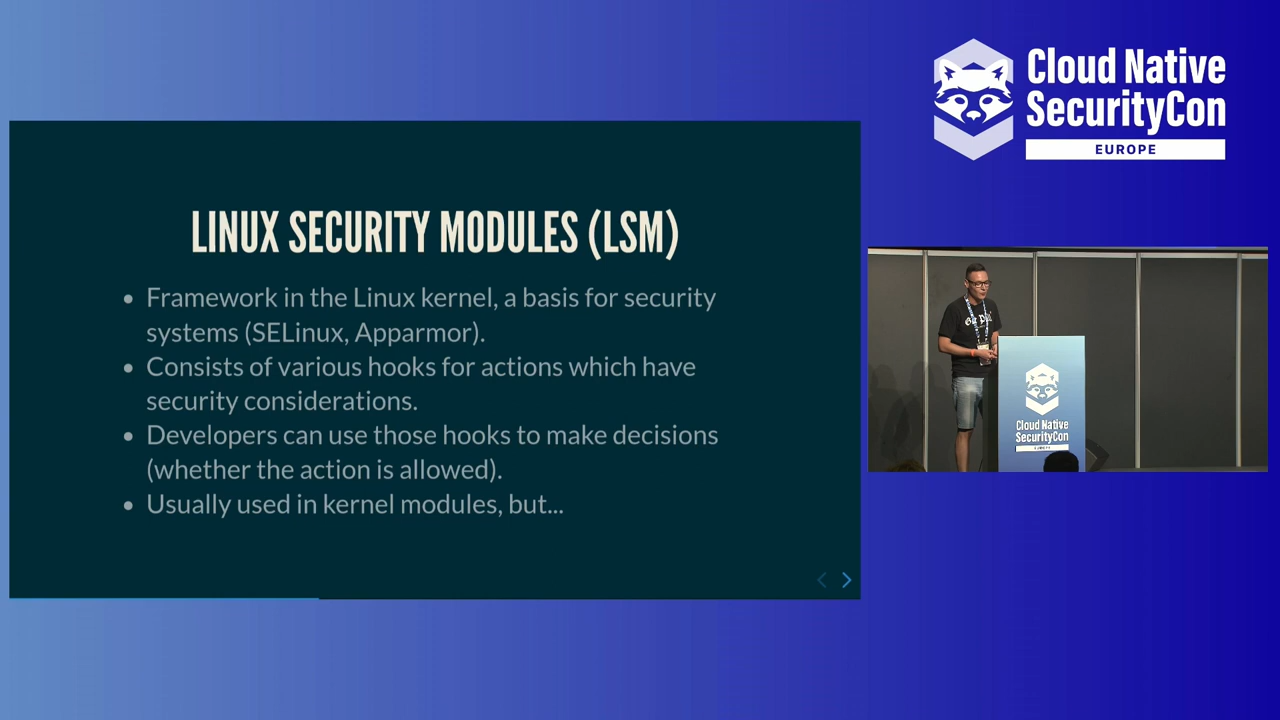 Cloud Native
SecurityCon
EUROPE
LINUX SECURITY MODULES (LSM)
Framework in the Linux kernel, a basis for security
systems (SELinux, Apparmor).
Consists of various hooks for actions which have
security considerations.
Developers can use those hooks to make decisions
(whether the action is allowed).
Usually used in kernel modules, but...
Cloud Native
SecurityCon
EUROPE